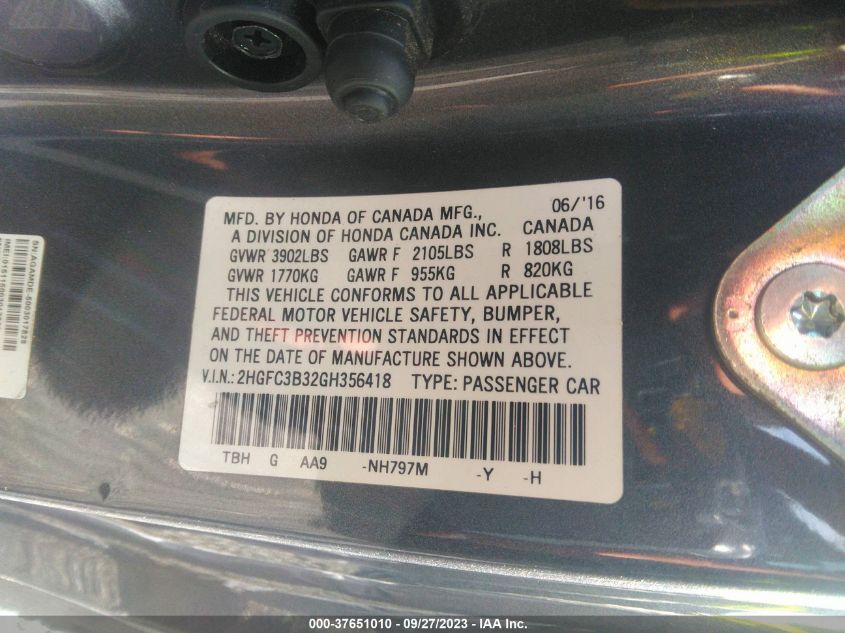 06/'16
MFD. BY HONDA OF CANADA MFG.,
A DIVISION OF HONDA CANADA INC. CANADA
GVWR 3902LBS GAWR F 2105LBS R 1808LBS
GVWR 1770KG GAWR F 955KG R 820KG
THIS VEHICLE CONFORMS TO ALL APPLICABLE
FEDERAL MOTOR VEHICLE SAFETY, BUMPER,
AND THEFT PREVENTION STANDARDS IN EFFECT
ON THE DATE OF MANUFACTURE SHOWN ABOVE.
V.I.N.: 2HGFC3B32GH356418 TYPE: PASSENGER CAR
TBH G AA9 -NH797M -Y -H
000-37651010 - 09/27/2023 - IAA Inc.